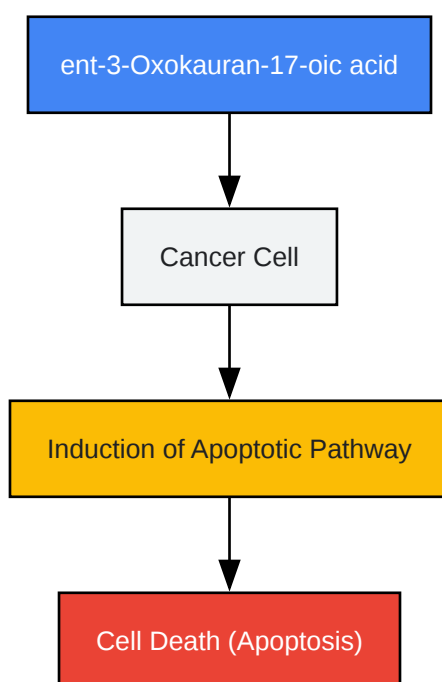 ent-3-Oxokauran-17-oic acid
Cancer Cell
Induction of Apoptotic Pathway
Cell Death (Apoptosis)